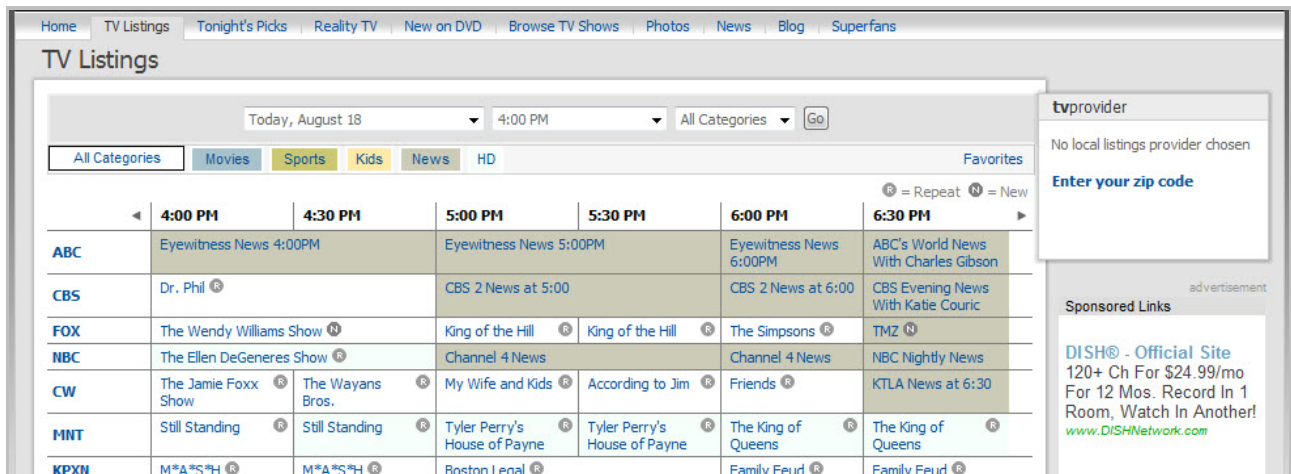 Home TV Listings Tonight's Picks Reality TV New on DVD Browse TV Shows Photos News Blog Superfans
TV Listings
Today, August 18 4:00 PM All Categories Go
All Categories Movies Sports Kids News HD Favorites
R = Repeat N = New
4:00 PM 4:30 PM 5:00 PM 5:30 PM 6:00 PM 6:30 PM
ABC
Eyewitness News 4:00PM
Eyewitness News 5:00PM
Eyewitness News
6:00PM
ABC's World News
With Charles Gibson
CBS
Dr. Phil R
CBS 2 News at 5:00
CBS 2 News at 6:00
CBS Evening News
With Katie Couric
FOX
The Wendy Williams Show N
King of the Hill R
King of the Hill R
The Simpsons R
TMZ N
NBC
The Ellen DeGeneres Show R
Channel 4 News
Channel 4 News
NBC Nightly News
CW
The Jamie Foxx R
Show
The Wayans R
Bros.
My Wife and Kids R
According to Jim R
Friends R
KTLA News at 6:30
MNT
Still Standing R
Still Standing R
Tyler Perry's R
House of Payne
Tyler Perry's R
House of Payne
The King of R
Queens
The King of R
Queens
KPXN
M*A*S*H R
M*A*S*H R
Boston Legal R
Family Feud R
Family Feud R
tvprovider
No local listings provider chosen
Enter your zip code
advertisement
Sponsored Links
DISH® - Official Site
120+ Ch For $24.99/mo
For 12 Mos. Record In 1
Room, Watch In Another!
www.DISHNetwork.com